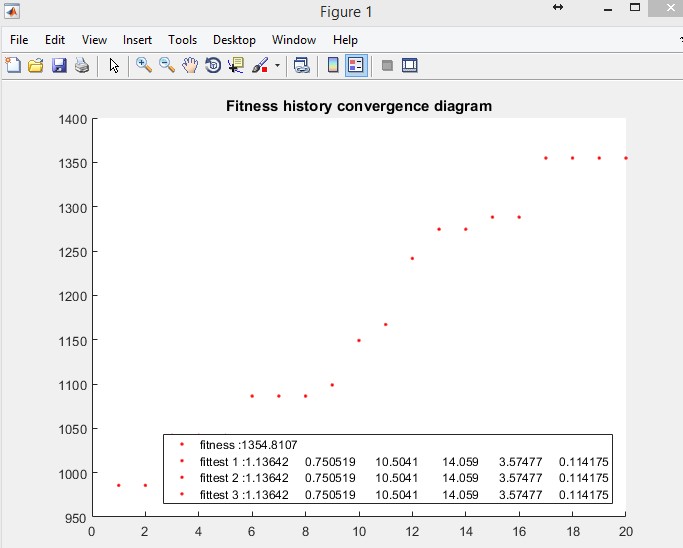 Figure 1
File Edit View Insert Tools Desktop Window Help
Fitness history convergence diagram
1400
1350
1300
1250
1200
1150
1100
1050
1000
950
fitness :1354.8107
fittest 1 :1.13642 0.750519 10.5041 14.059 3.57477 0.114175
fittest 2 :1.13642 0.750519 10.5041 14.059 3.57477 0.114175
fittest 3 :1.13642 0.750519 10.5041 14.059 3.57477 0.114175
0 2 4 6 8 10 12 14 16 18 20